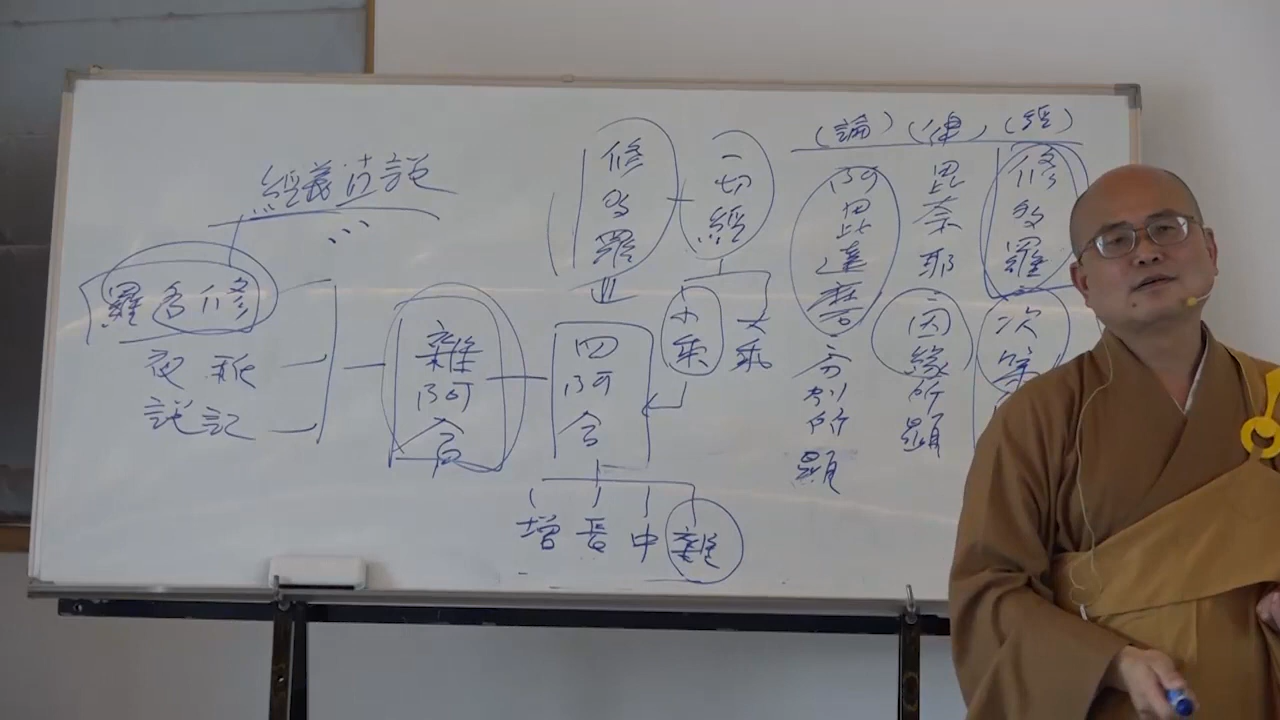 (經) (律) (論)
修多羅 次第
毘奈耶 因緣所顯
阿毘達磨 分別所顯
一切經
大乘
小乘
修多羅
四阿含
雜 中 長 增
雜阿含
修多羅
祇夜
記說
經義說